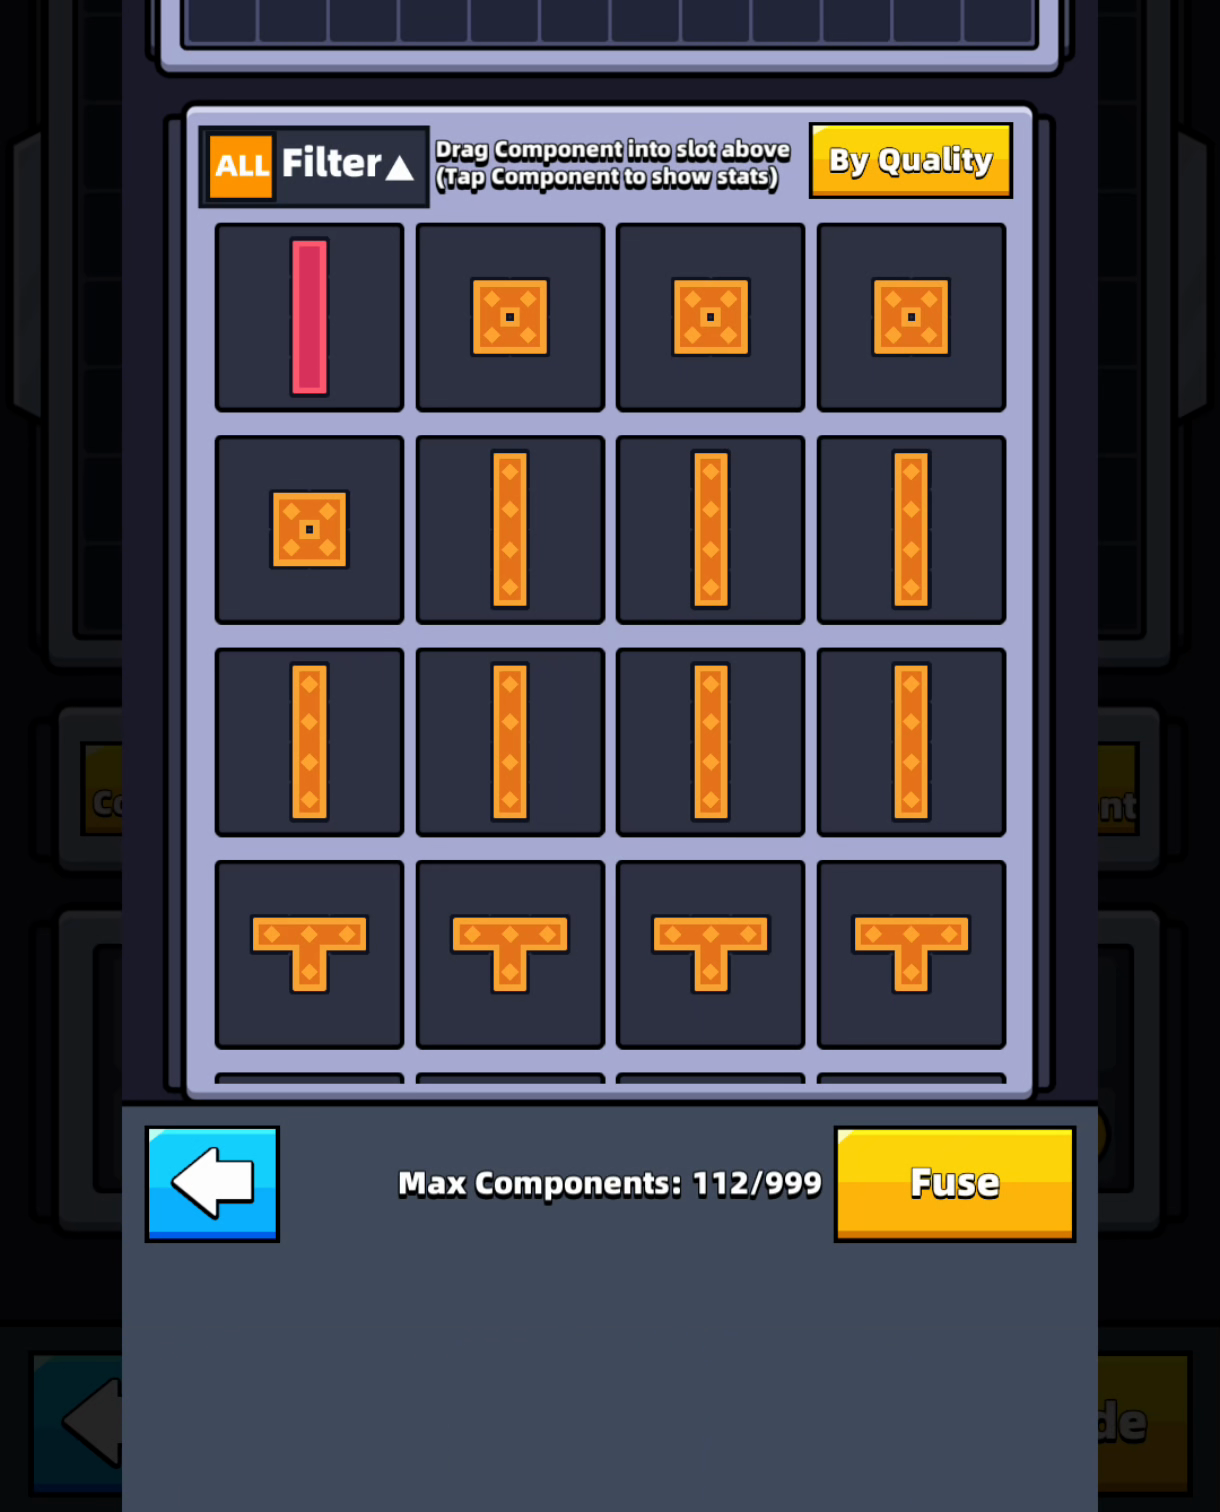 ALL Filter▲
Drag Component into slot above
(Tap Component to show stats)
By Quality
Max Components: 112/999
Fuse